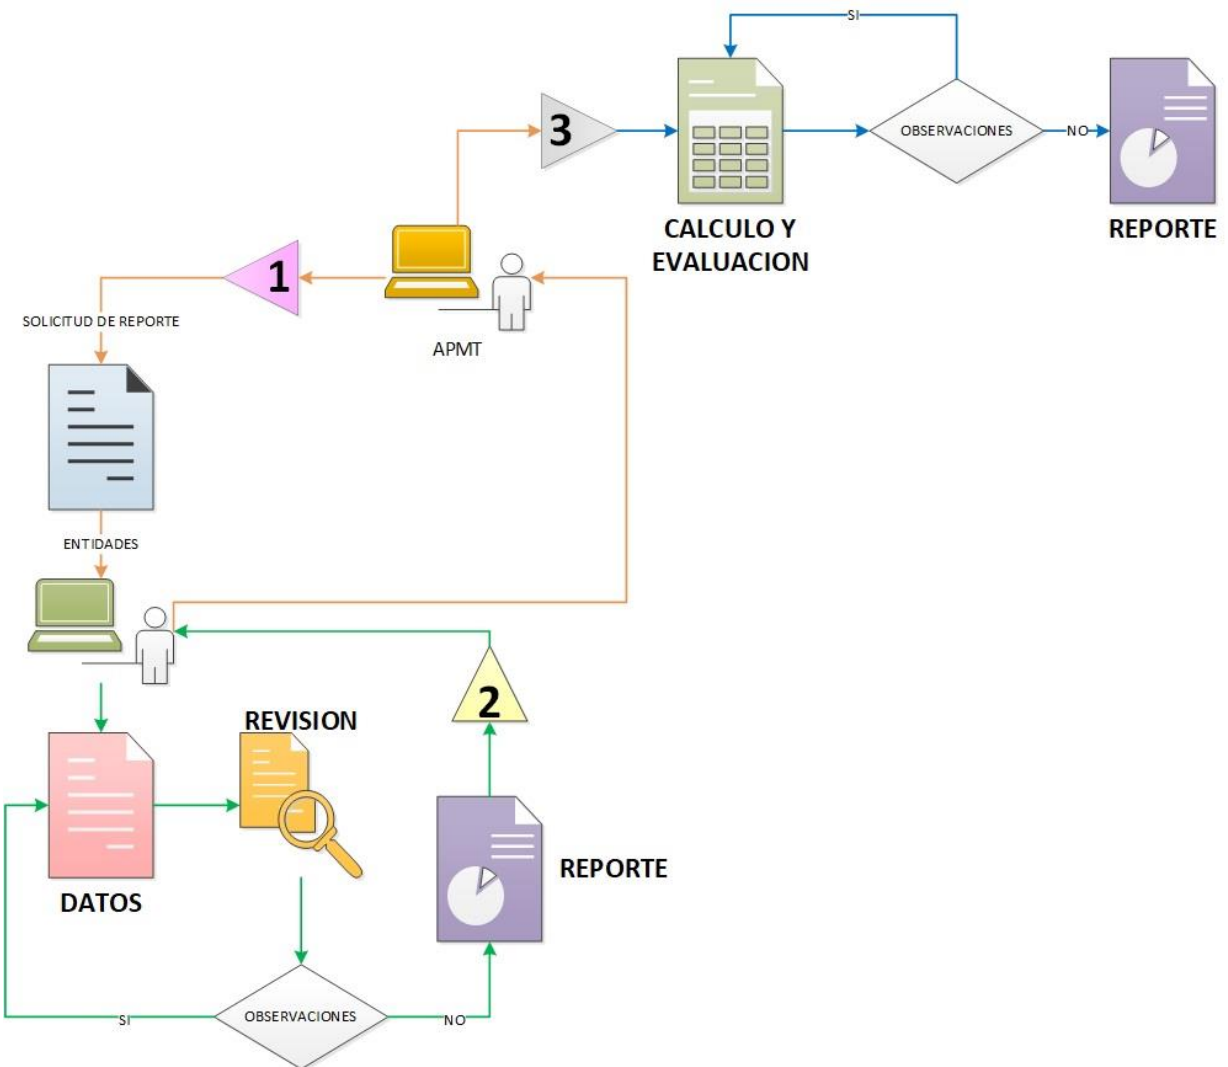 SI
3
OBSERVACIONES
NO
CALCULO Y
EVALUACION
REPORTE
1
SOLICITUD DE REPORTE
APMT
ENTIDADES
2
REVISION
REPORTE
DATOS
SI
OBSERVACIONES
NO